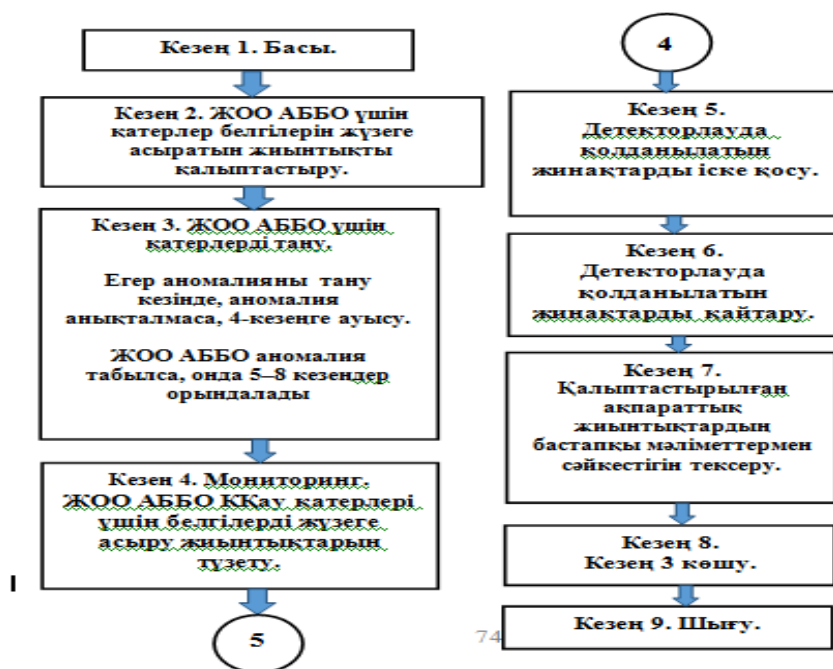 Кезең 1. Басы.
Кезең 2. ЖОО АББО үшін
қатерлер белгілерін жүзеге
асыратын жиынтықты
қалыптастыру.
Кезең 3. ЖОО АББО үшін
қатерлерді тану.
Егер аномалияны тану
кезінде, аномалия
анықталмаса, 4-кезеңге ауысу.
ЖОО АББО аномалия
табылса, онда 5–8 кезеңдер
орындалады
Кезең 4. Мониторинг.
ЖОО АББО КҚау қатерлері
үшін белгілерді жүзеге
асыру жиынтықтарын
түзету.
5
4
Кезең 5.
Детекторлауда
қолданылатын
жинақтарды іске қосу.
Кезең 6.
Детекторлауда
қолданылатын
жинақтарды қайтару.
Кезең 7.
Қалыптастырылған
ақпараттық
жиынтықтардың
бастапқы мәліметтермен
сәйкестігін тексеру.
Кезең 8.
Кезең 3 көшу.
Кезең 9. Шығу.
74